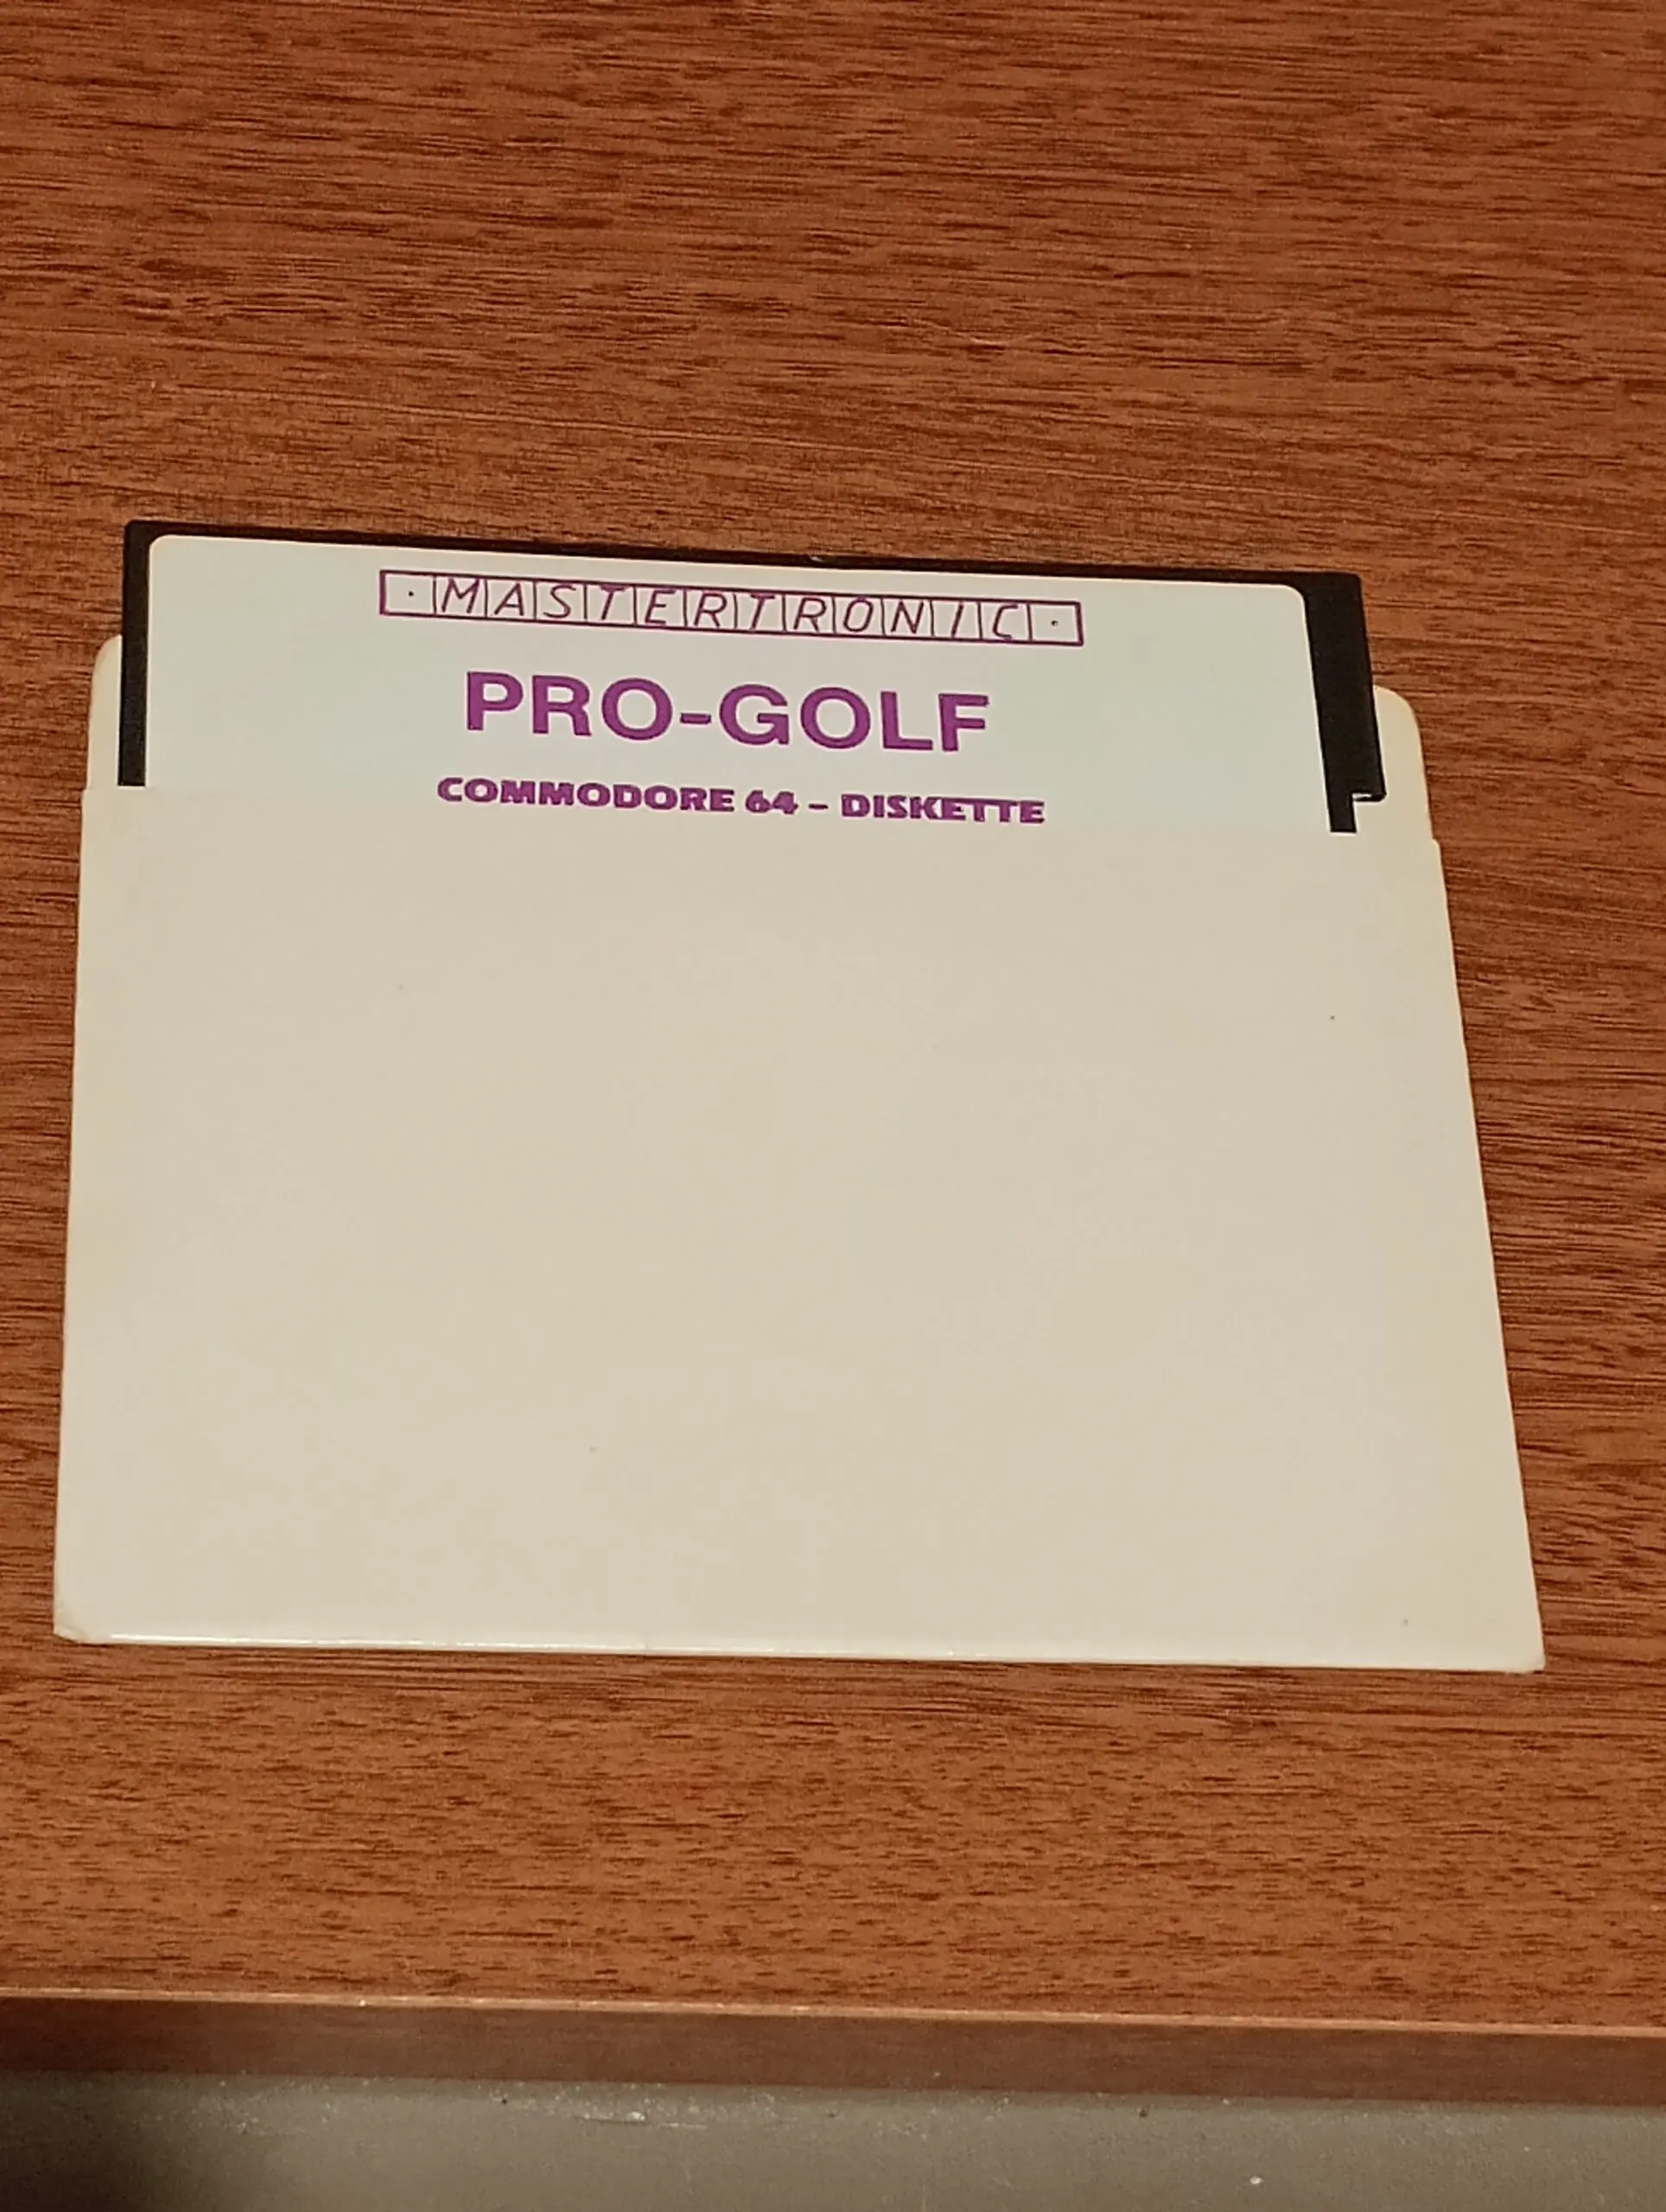 · MASTERTRONIC ·
PRO-GOLF
COMMODORE 64 - DISKETTE